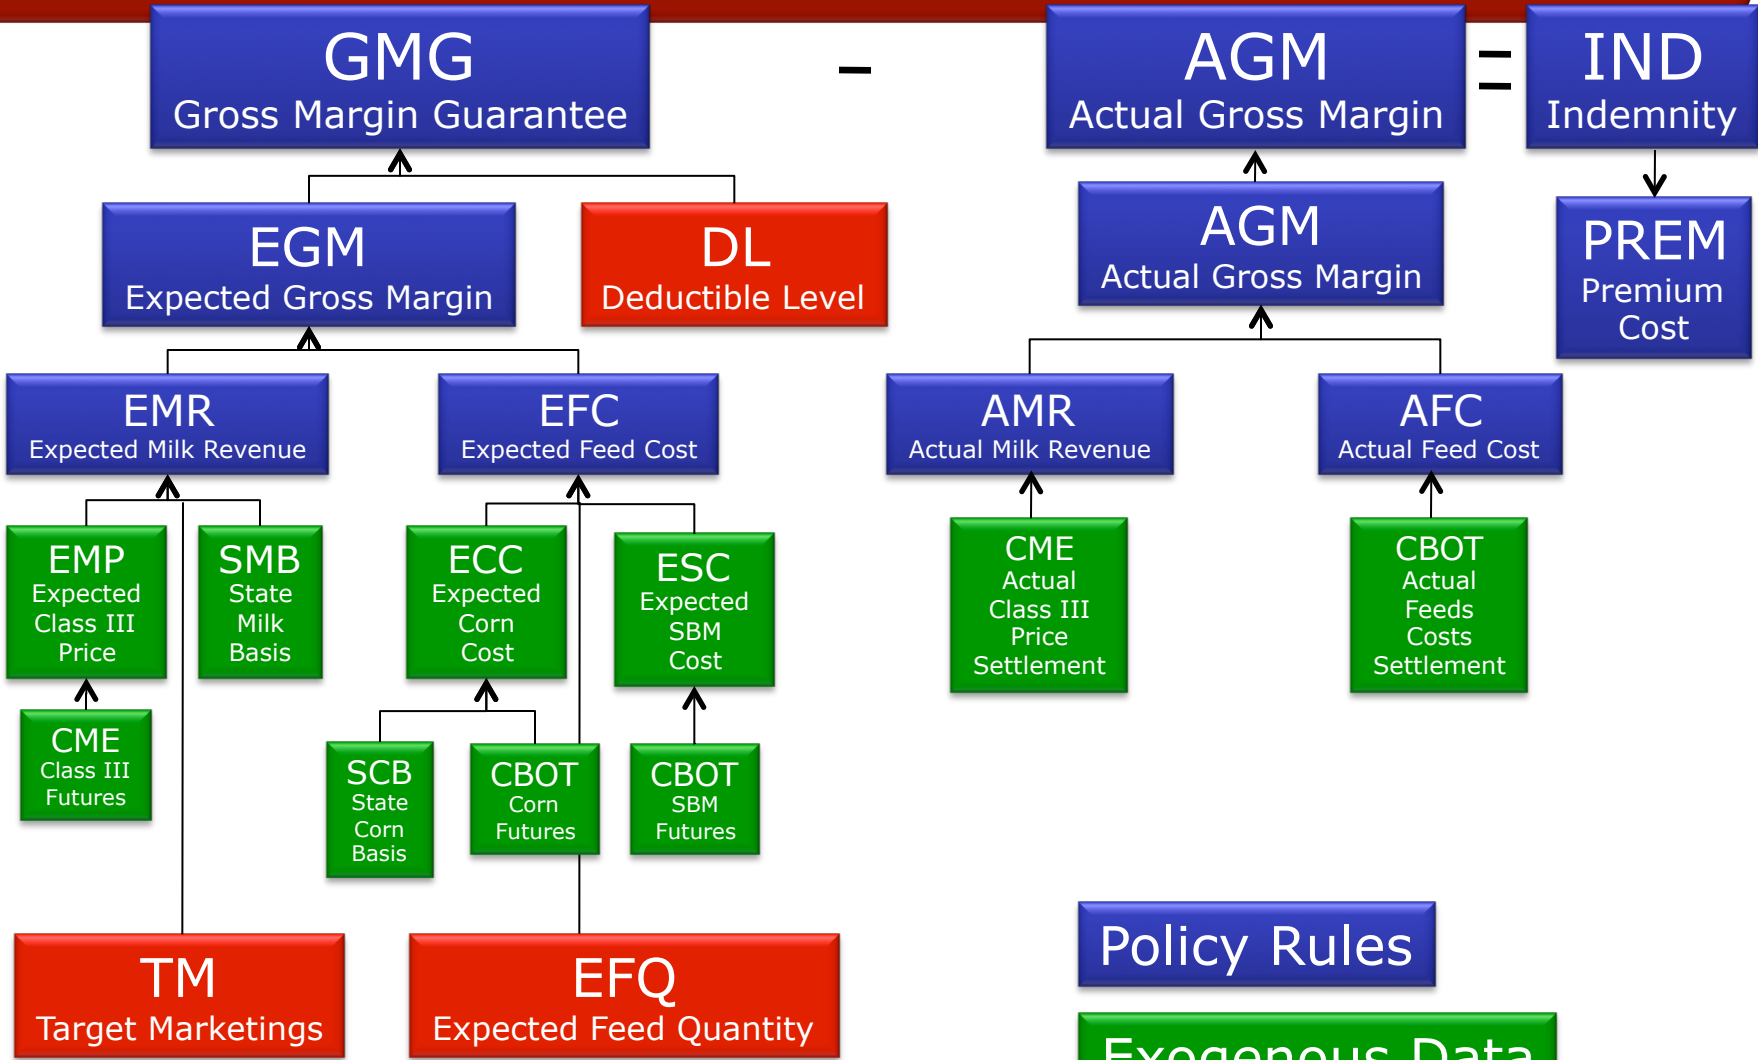 GMG
Gross Margin Guarantee
-
AGM
Actual Gross Margin
=
IND
Indemnity
EGM
Expected Gross Margin
DL
Deductible Level
AGM
Actual Gross Margin
PREM
Premium
Cost
EMR
Expected Milk Revenue
EFC
Expected Feed Cost
AMR
Actual Milk Revenue
AFC
Actual Feed Cost
EMP
Expected
Class III
Price
SMB
State
Milk
Basis
ECC
Expected
Corn
Cost
ESC
Expected
SBM
Cost
CME
Actual
Class III
Price
Settlement
CBOT
Actual
Feeds
Costs
Settlement
CME
Class III
Futures
SCB
State
Corn
Basis
CBOT
Corn
Futures
CBOT
SBM
Futures
TM
Target Marketings
EFQ
Expected Feed Quantity
Policy Rules
Exogenous Data